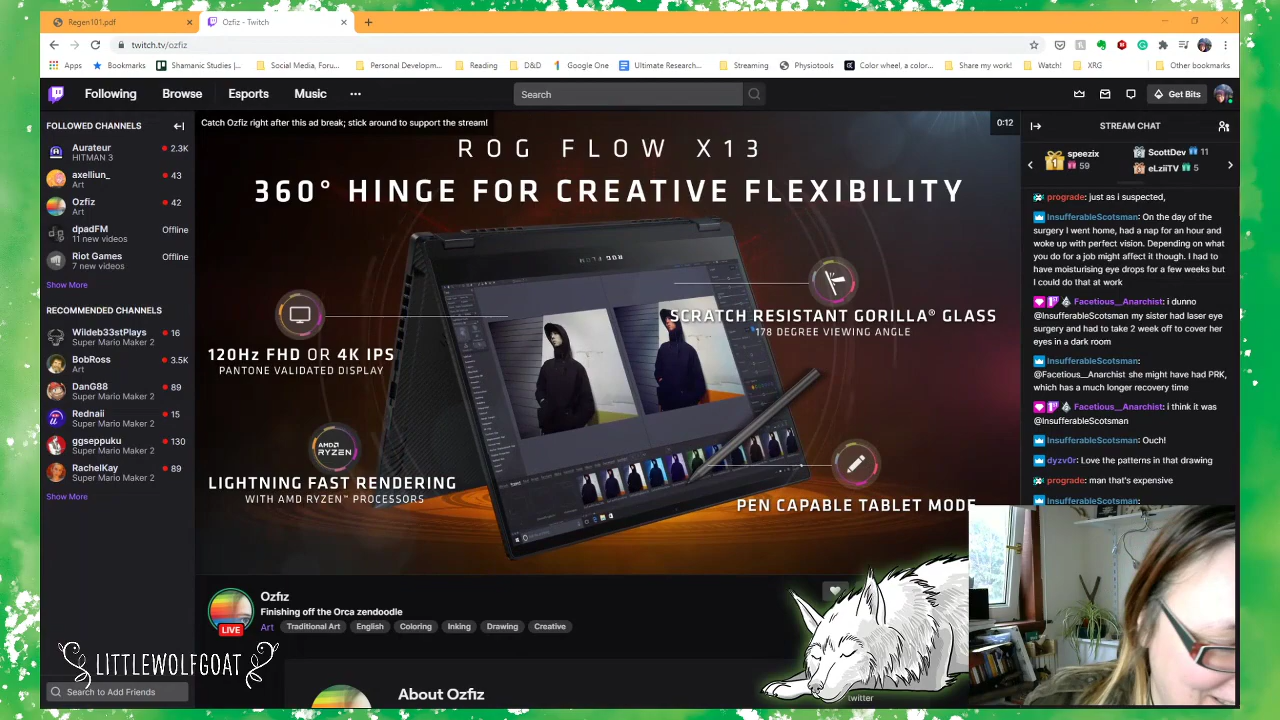 Regen101.pdf
Ozfiz - Twitch
twitch.tv/ozfiz
Apps
Bookmarks
Shamanic Studies |...
Social Media, Foru...
Personal Developm...
Reading
D&D
Google One
Ultimate Research...
Streaming
Physiotools
Color wheel, a color...
Share my work!
Watch!
XRG
Other bookmarks
Following
Browse
Esports
Music
Search
Get Bits
FOLLOWED CHANNELS
Aurateur 2.3K
HITMAN 3
axelliun_ 43
Art
Ozfiz 42
Art
dpadFM Offline
11 new videos
Riot Games Offline
7 new videos
Show More
RECOMMENDED CHANNELS
Wildeb33stPlays 16
Super Mario Maker 2
BobRoss 3.5K
Art
DanG88 89
Super Mario Maker 2
Rednaii 15
Super Mario Maker 2
ggseppuku 130
Super Mario Maker 2
RachelKay 89
Super Mario Maker 2
Show More
LITTLEWOLFGOAT
Search to Add Friends
Catch Ozfiz right after this ad break; stick around to support the stream!
0:12
ROG FLOW X13
360° HINGE FOR CREATIVE FLEXIBILITY
ROG FLOW
120Hz FHD OR 4K IPS
PANTONE VALIDATED DISPLAY
SCRATCH RESISTANT GORILLA® GLASS
178 DEGREE VIEWING ANGLE
AMD
RYZEN
LIGHTNING FAST RENDERING
WITH AMD RYZEN™ PROCESSORS
PEN CAPABLE TABLET MODE
Ozfiz
Finishing off the Orca zendoodle
LIVE
Art
Traditional Art
English
Coloring
Inking
Drawing
Creative
About Ozfiz
twitter
STREAM CHAT
1
speezix
59
2 ScottDev 11
eLziiTV 5
prograde: just as i suspected,
InsufferableScotsman: On the day of the
surgery I went home, had a nap for an hour and
woke up with perfect vision. Depending on what
you do for a job might affect it though. I had to
have moisturising eye drops for a few weeks but
I could do that at work
Facetious__Anarchist: i dunno
@InsufferableScotsman my sister had laser eye
surgery and had to take 2 week off to cover her
eyes in a dark room
InsufferableScotsman:
@Facetious__Anarchist she might have had PRK,
which has a much longer recovery time
Facetious__Anarchist: i think it was
@InsufferableScotsman
InsufferableScotsman: Ouch!
dyzv0r: Love the patterns in that drawing
prograde: man that's expensive
InsufferableScotsman: